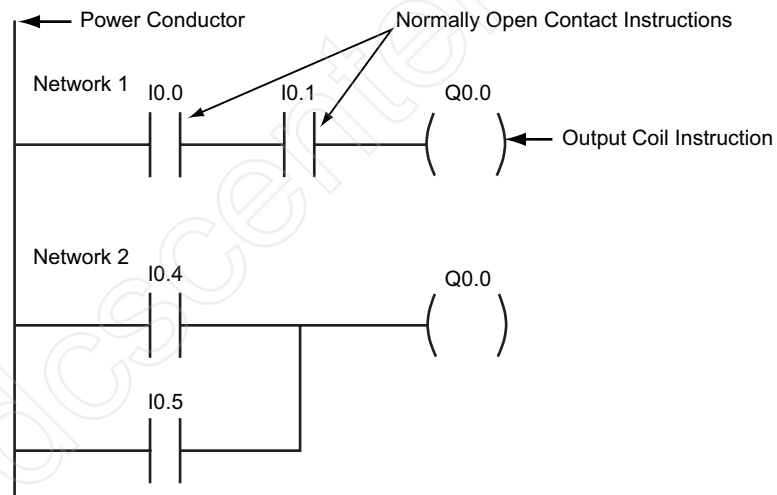 Power Conductor
Normally Open Contact Instructions
Network 1
I0.0
I0.1
Q0.0
Output Coil Instruction
Network 2
I0.4
Q0.0
I0.5